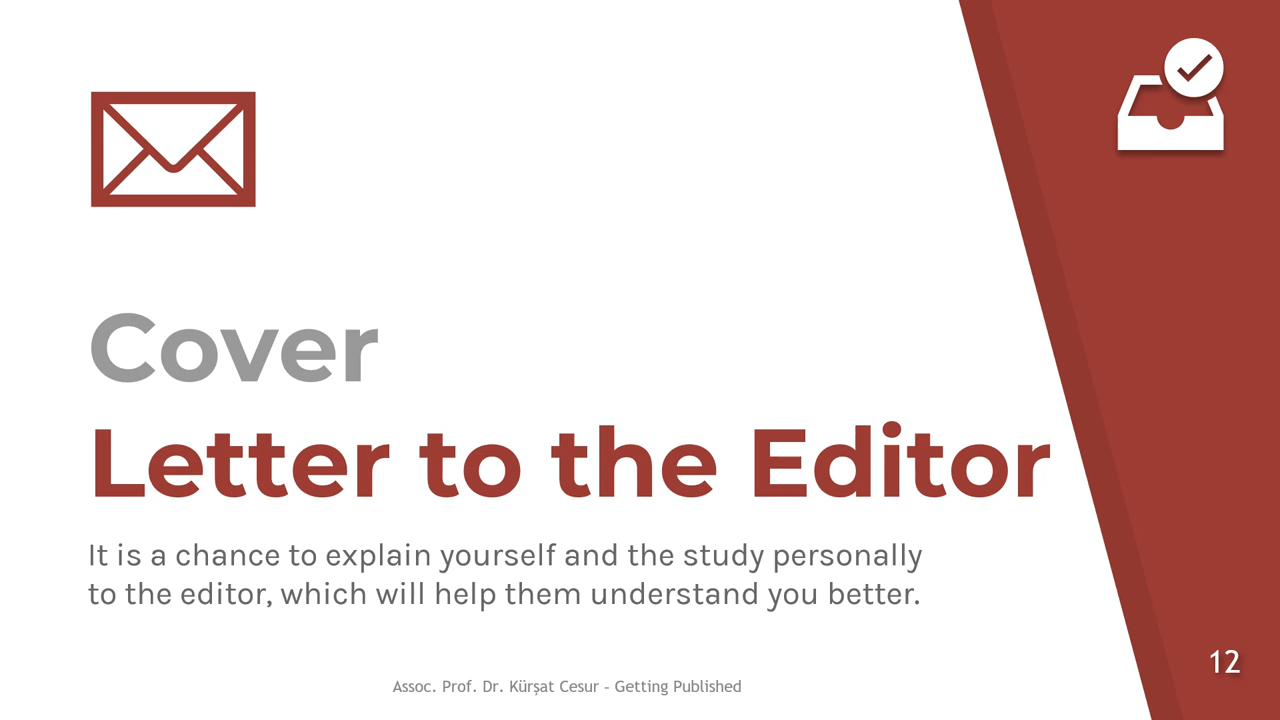 Cover
Letter to the Editor
It is a chance to explain yourself and the study personally
to the editor, which will help them understand you better.
Assoc. Prof. Dr. Kürşat Cesur - Getting Published
12